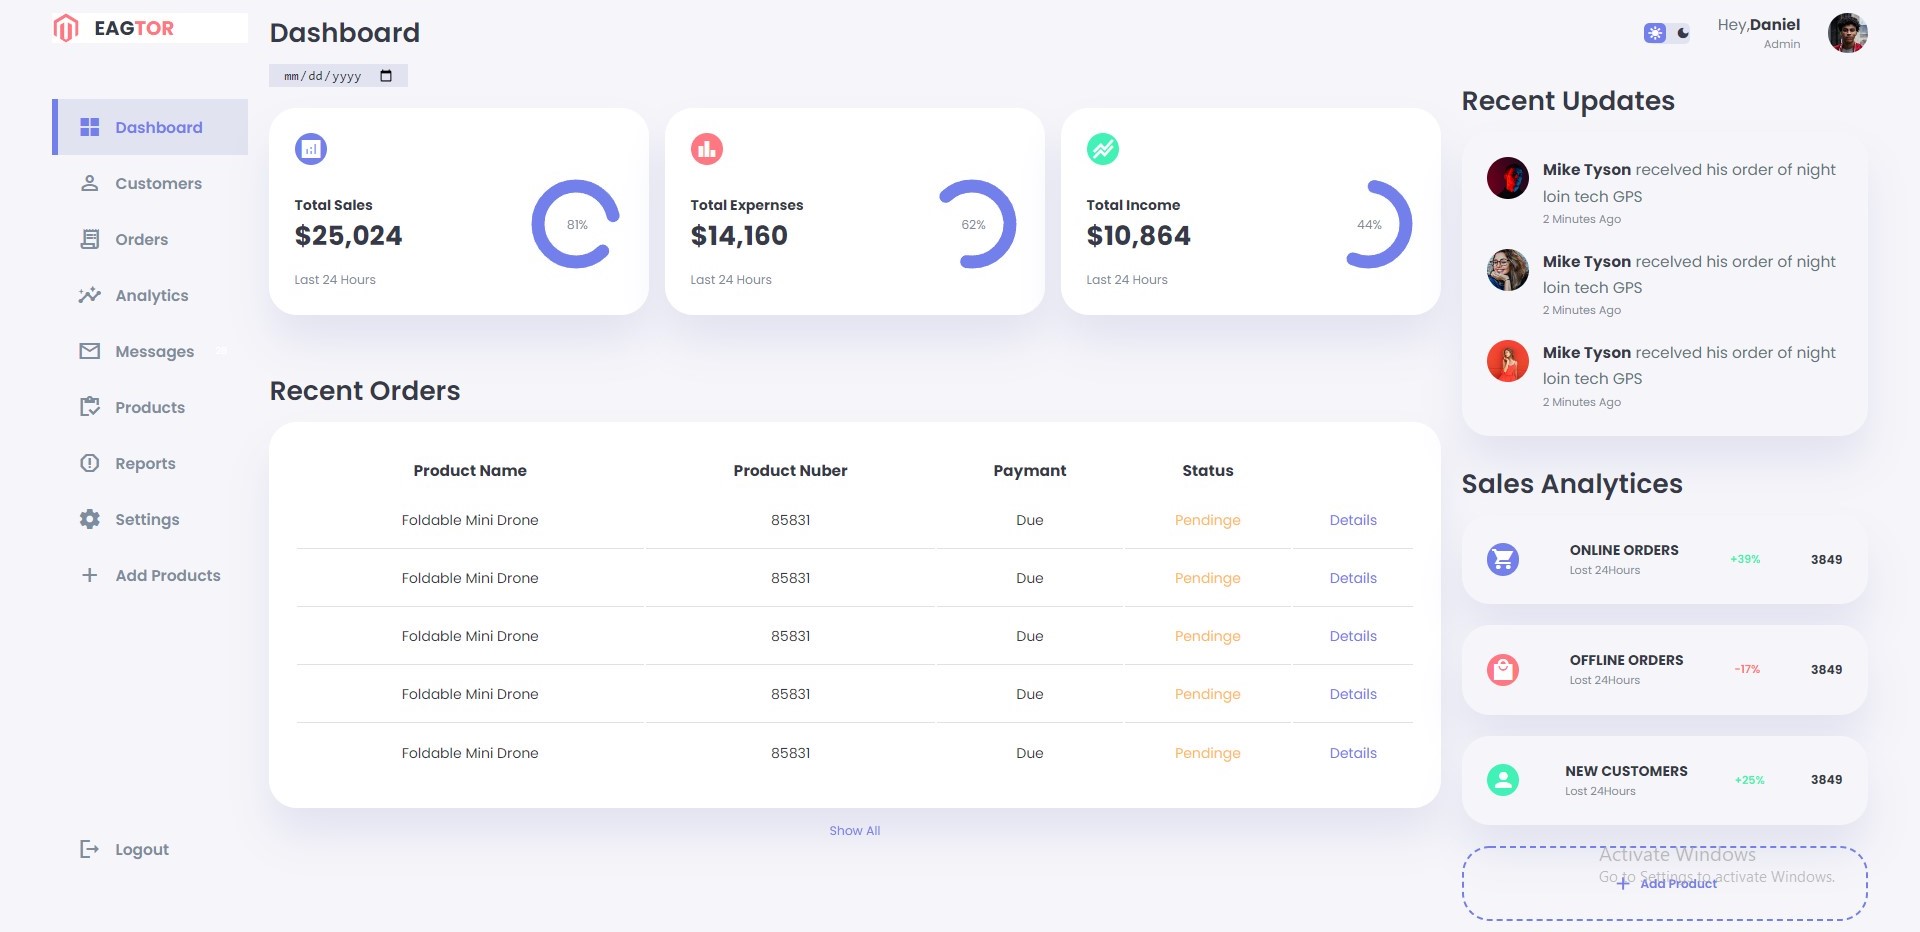 EAGTOR
Dashboard
Customers
Orders
Analytics
Messages
Products
Reports
Settings
Add Products
Logout
Dashboard
mm/dd/yyyy
Total Sales
$25,024
81%
Last 24 Hours
Total Expernses
$14,160
62%
Last 24 Hours
Total Income
$10,864
44%
Last 24 Hours
Recent Orders
Product Name Product Nuber Paymant Status
Foldable Mini Drone 85831 Due Pendinge Details
Foldable Mini Drone 85831 Due Pendinge Details
Foldable Mini Drone 85831 Due Pendinge Details
Foldable Mini Drone 85831 Due Pendinge Details
Foldable Mini Drone 85831 Due Pendinge Details
Show All
Hey,Daniel
Admin
Recent Updates
Mike Tyson received his order of night
loin tech GPS
2 Minutes Ago
Mike Tyson received his order of night
loin tech GPS
2 Minutes Ago
Mike Tyson received his order of night
loin tech GPS
2 Minutes Ago
Sales Analytices
ONLINE ORDERS +39% 3849
Lost 24Hours
OFFLINE ORDERS -17% 3849
Lost 24Hours
NEW CUSTOMERS +25% 3849
Lost 24Hours
Activate Windows
Go to Settings to activate Windows.
Add Product